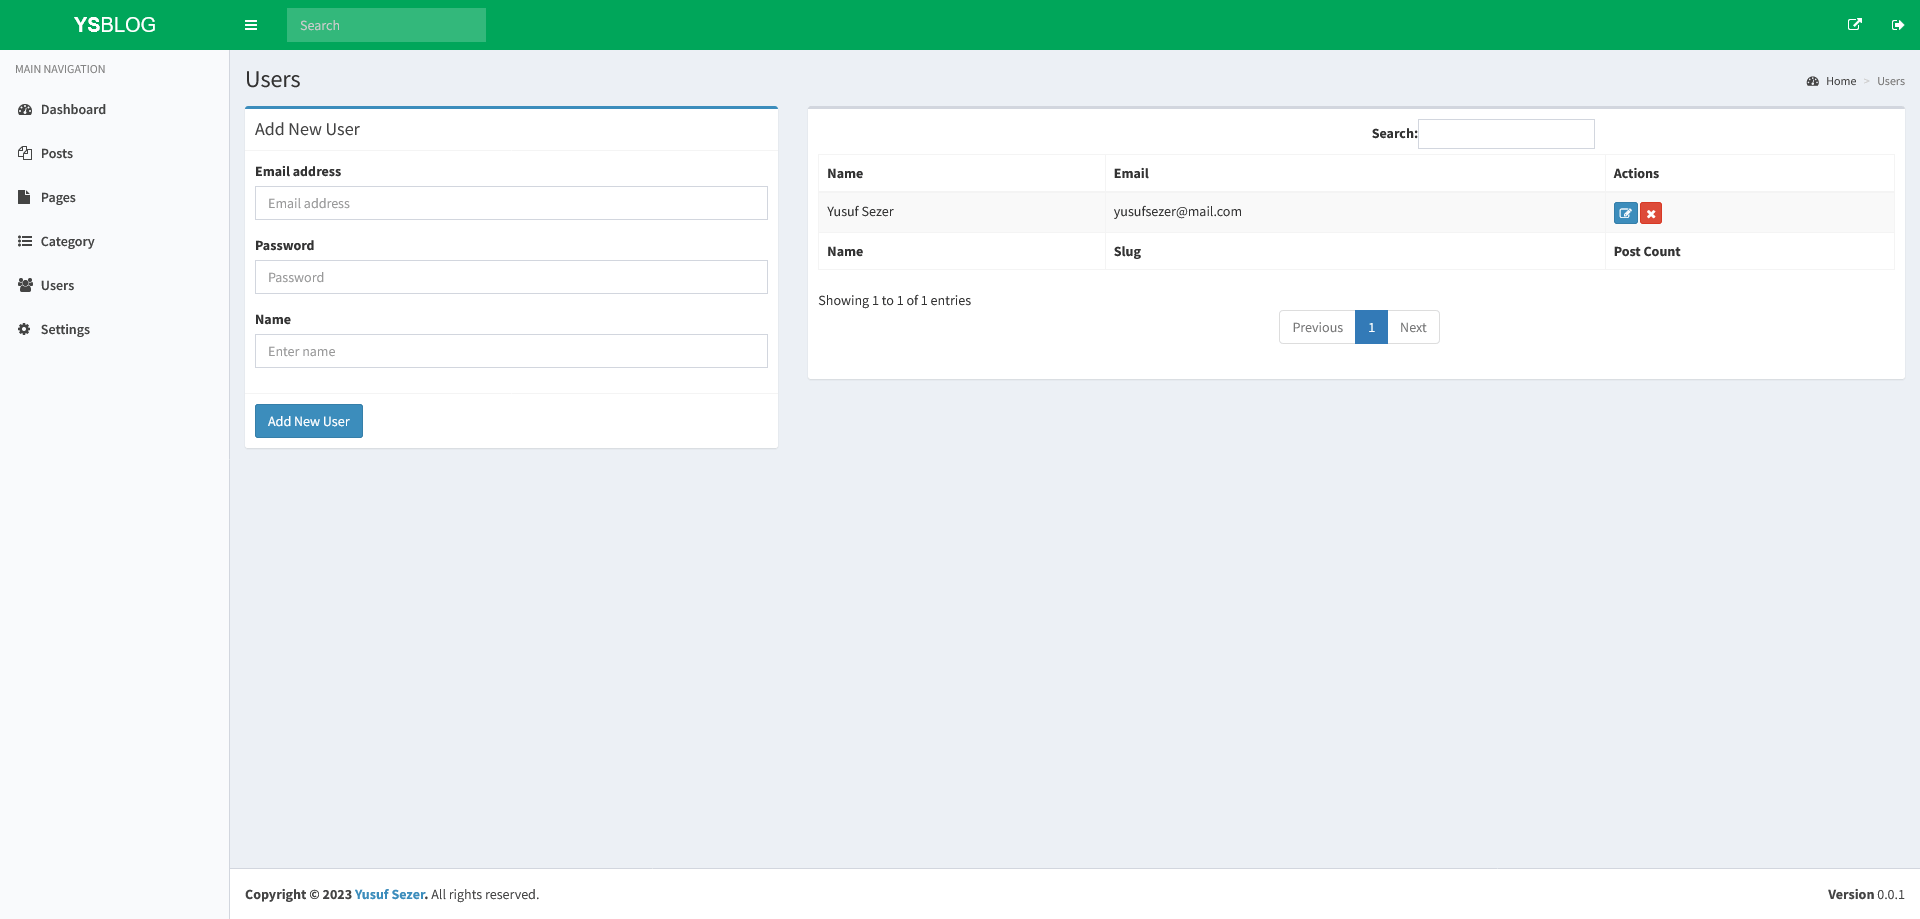 YSBLOG
Search
MAIN NAVIGATION
Dashboard
Posts
Pages
Category
Users
Settings
Users
Home > Users
Add New User
Email address
Email address
Password
Password
Name
Enter name
Add New User
Search:
Name Email Actions
Yusuf Sezer yusufsezer@mail.com
Name Slug Post Count
Showing 1 to 1 of 1 entries
Previous 1 Next
Copyright © 2023 Yusuf Sezer. All rights reserved.
Version 0.0.1